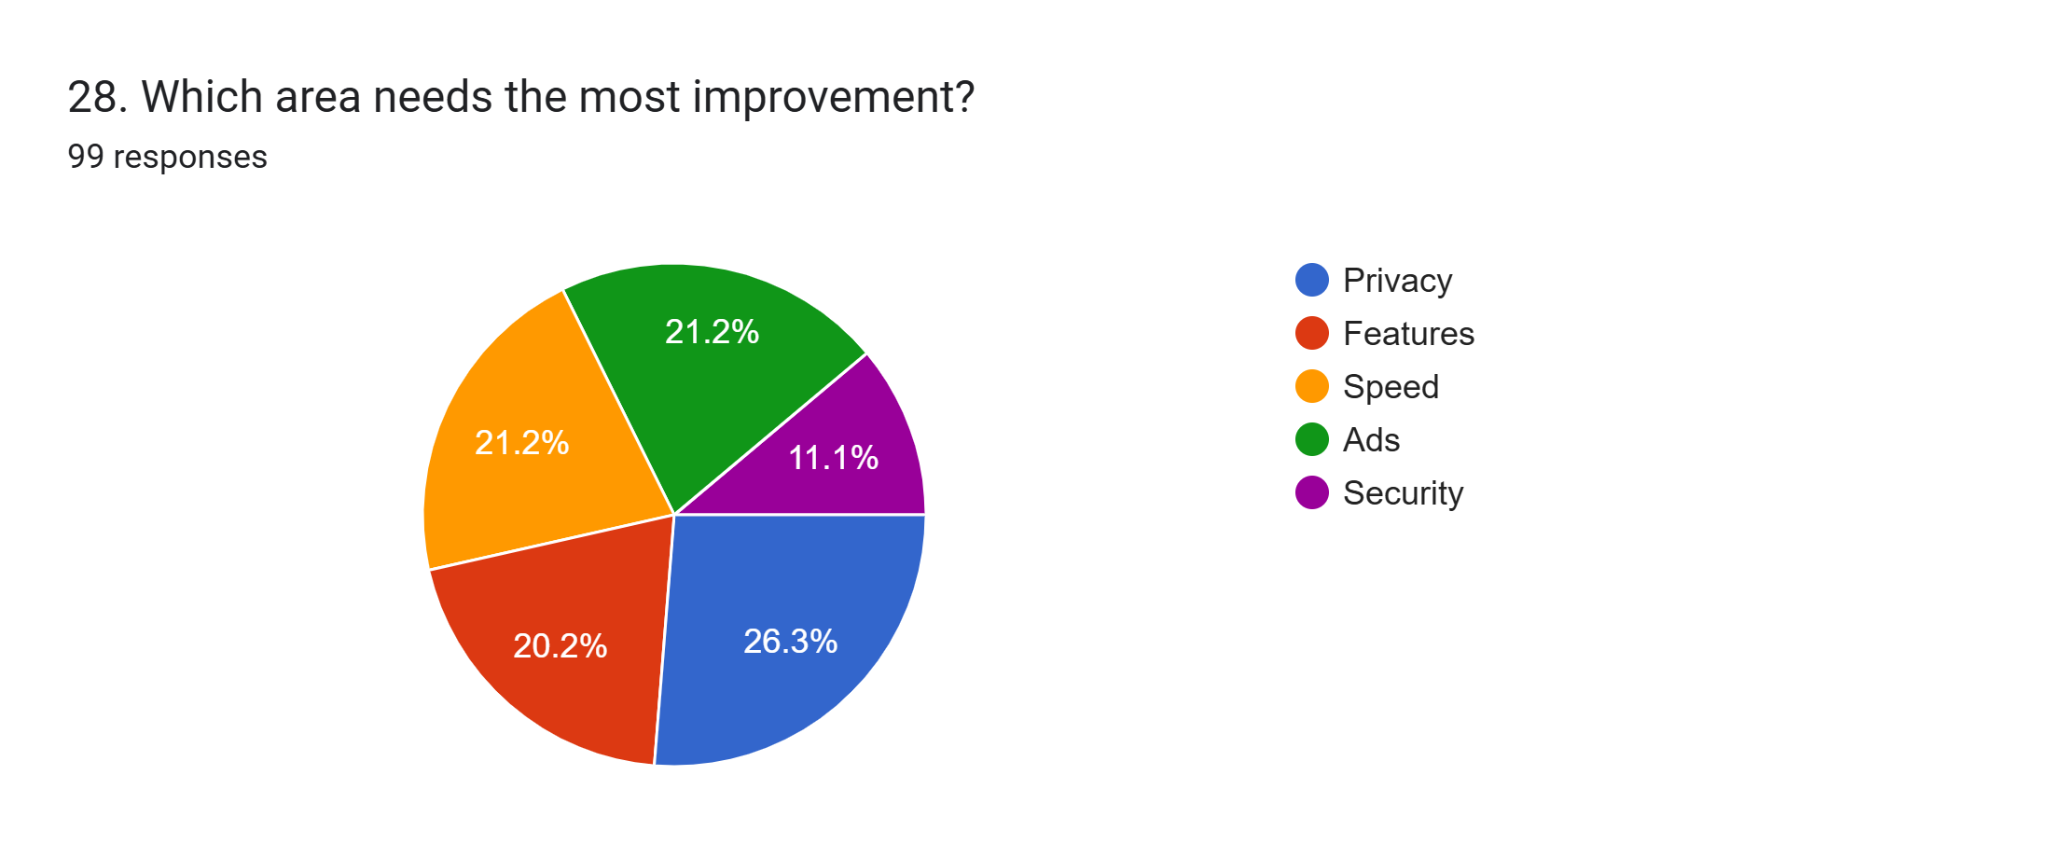 28. Which area needs the most improvement?
99 responses
21.2%
21.2%
11.1%
20.2%
26.3%
Privacy
Features
Speed
Ads
Security